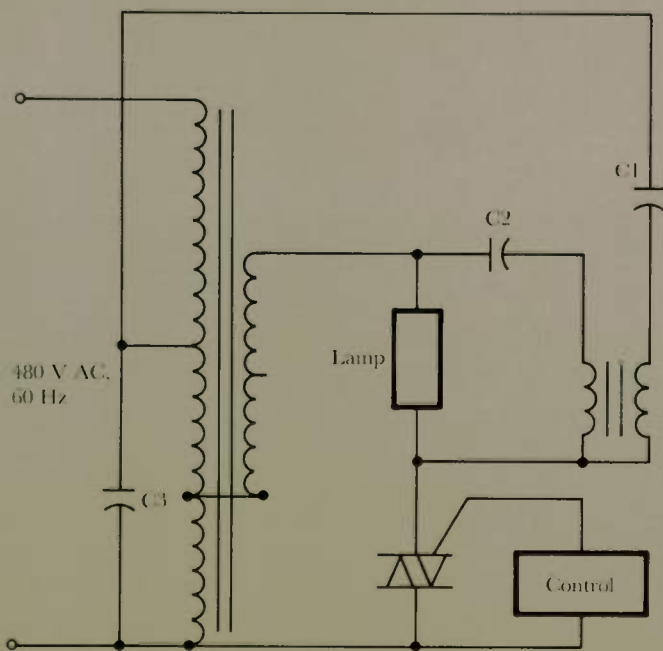 C1
C2
Lamp
480 V AC,
60 Hz
C3
Control